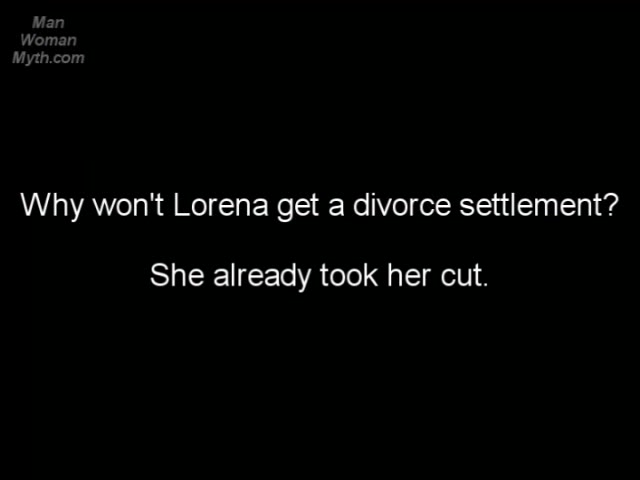 Man
Woman
Myth.com
Why won't Lorena get a divorce settlement?
She already took her cut.